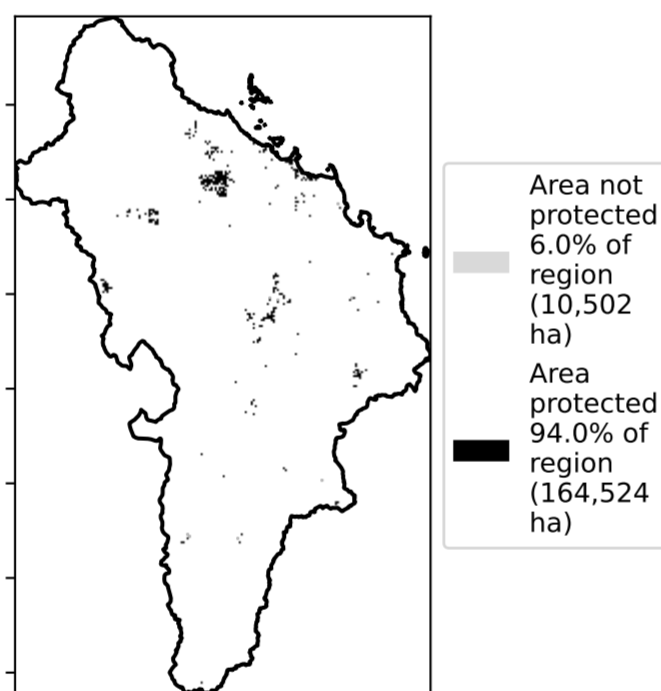 Area not
protected
6.0% of
region
(10,502
ha)
Area
protected
94.0% of
region
(164,524
ha)